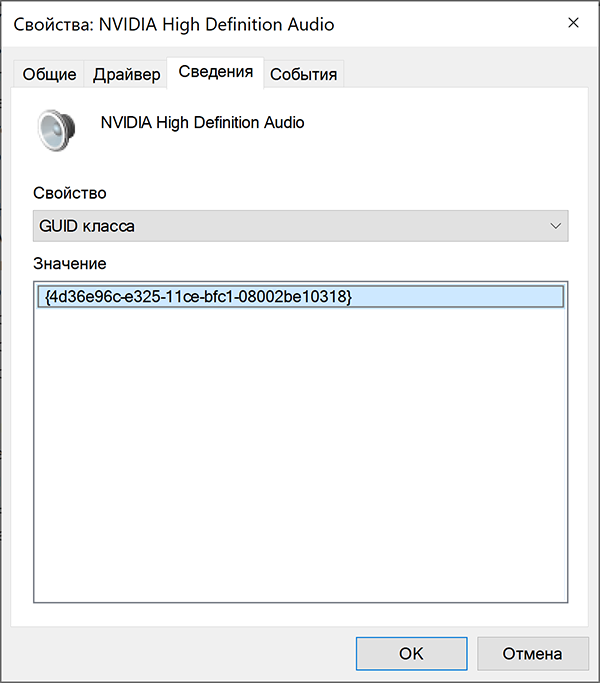 Свойства: NVIDIA High Definition Audio
Общие Драйвер Сведения События
NVIDIA High Definition Audio
Свойство
GUID класса
Значение
{4d36e96c-e325-11ce-bfc1-08002be10318}
OK Отмена